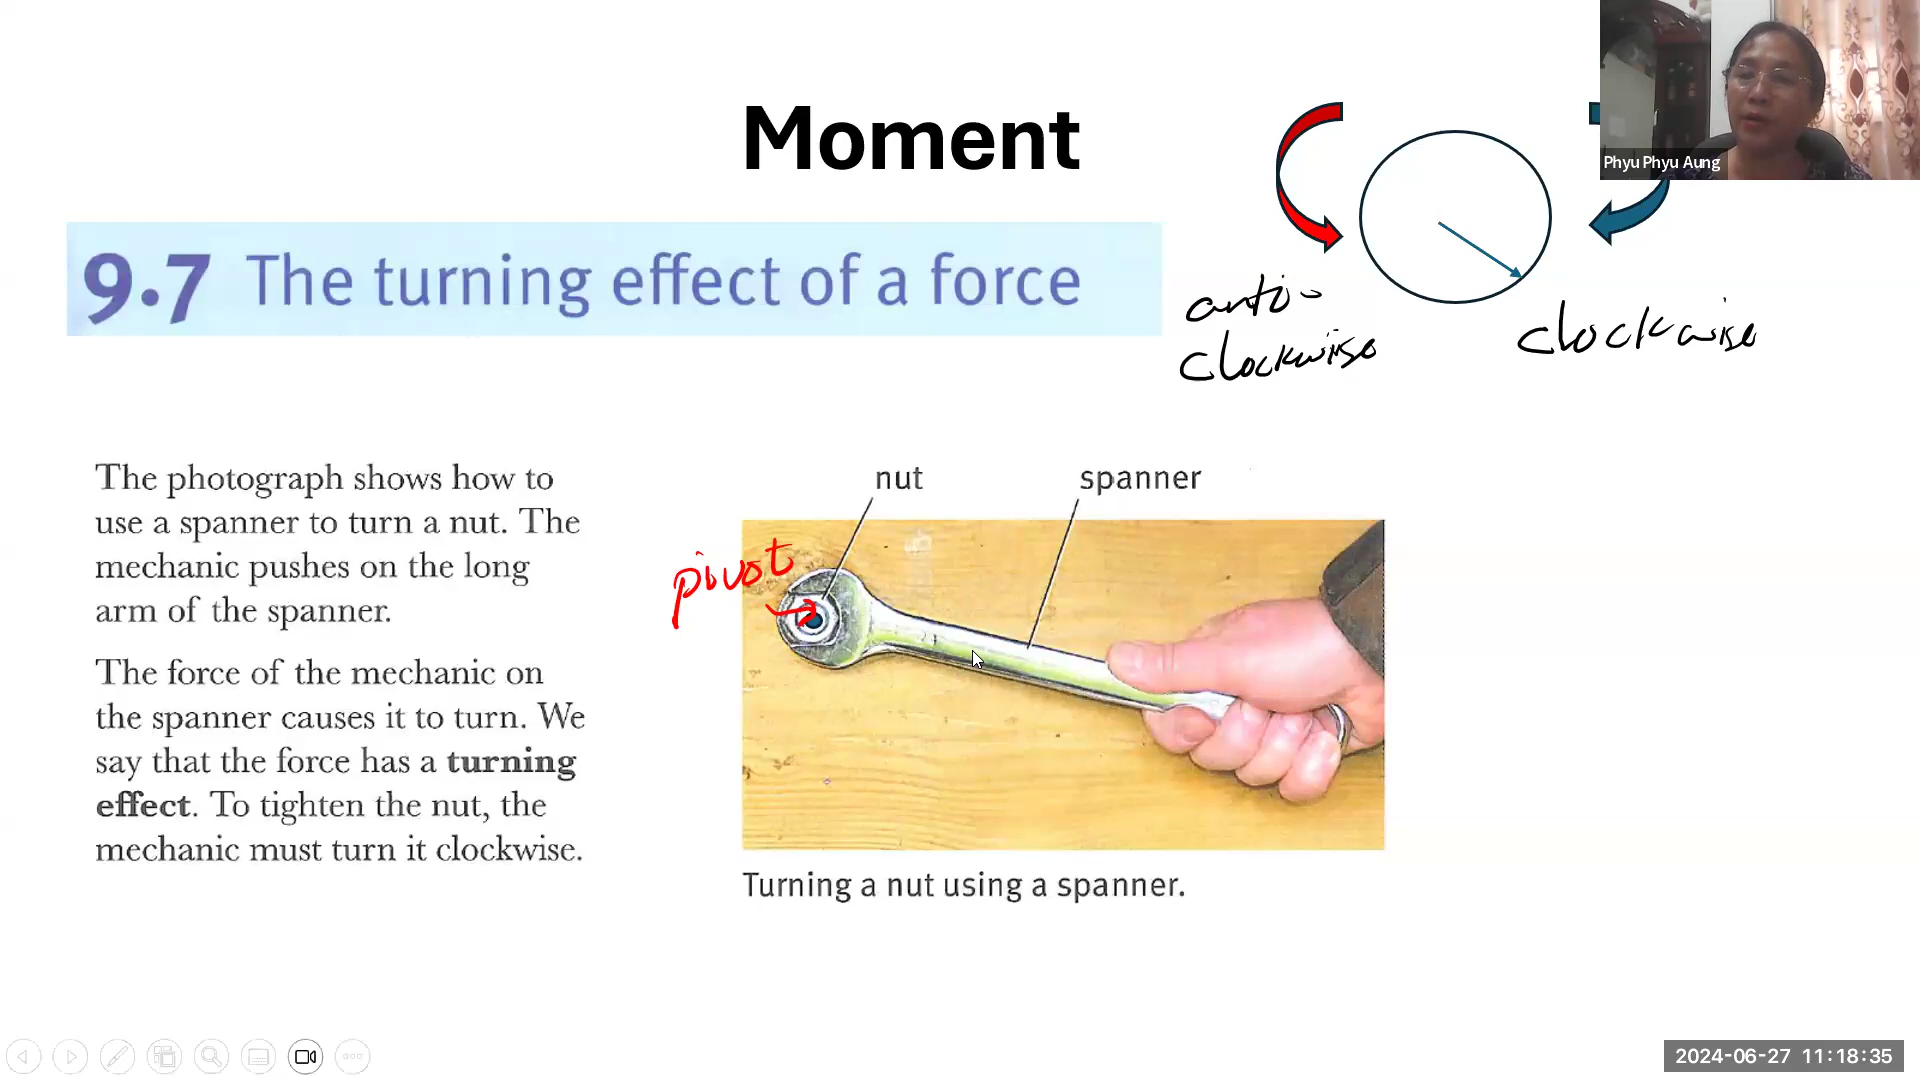 Moment
Phyu Phyu Aung
9.7 The turning effect of a force
anti-
clockwise
clockwise
The photograph shows how to
use a spanner to turn a nut. The
mechanic pushes on the long
arm of the spanner.
The force of the mechanic on
the spanner causes it to turn. We
say that the force has a turning
effect. To tighten the nut, the
mechanic must turn it clockwise.
nut
spanner
pivot
Turning a nut using a spanner.
2024-06-27 11:18:35